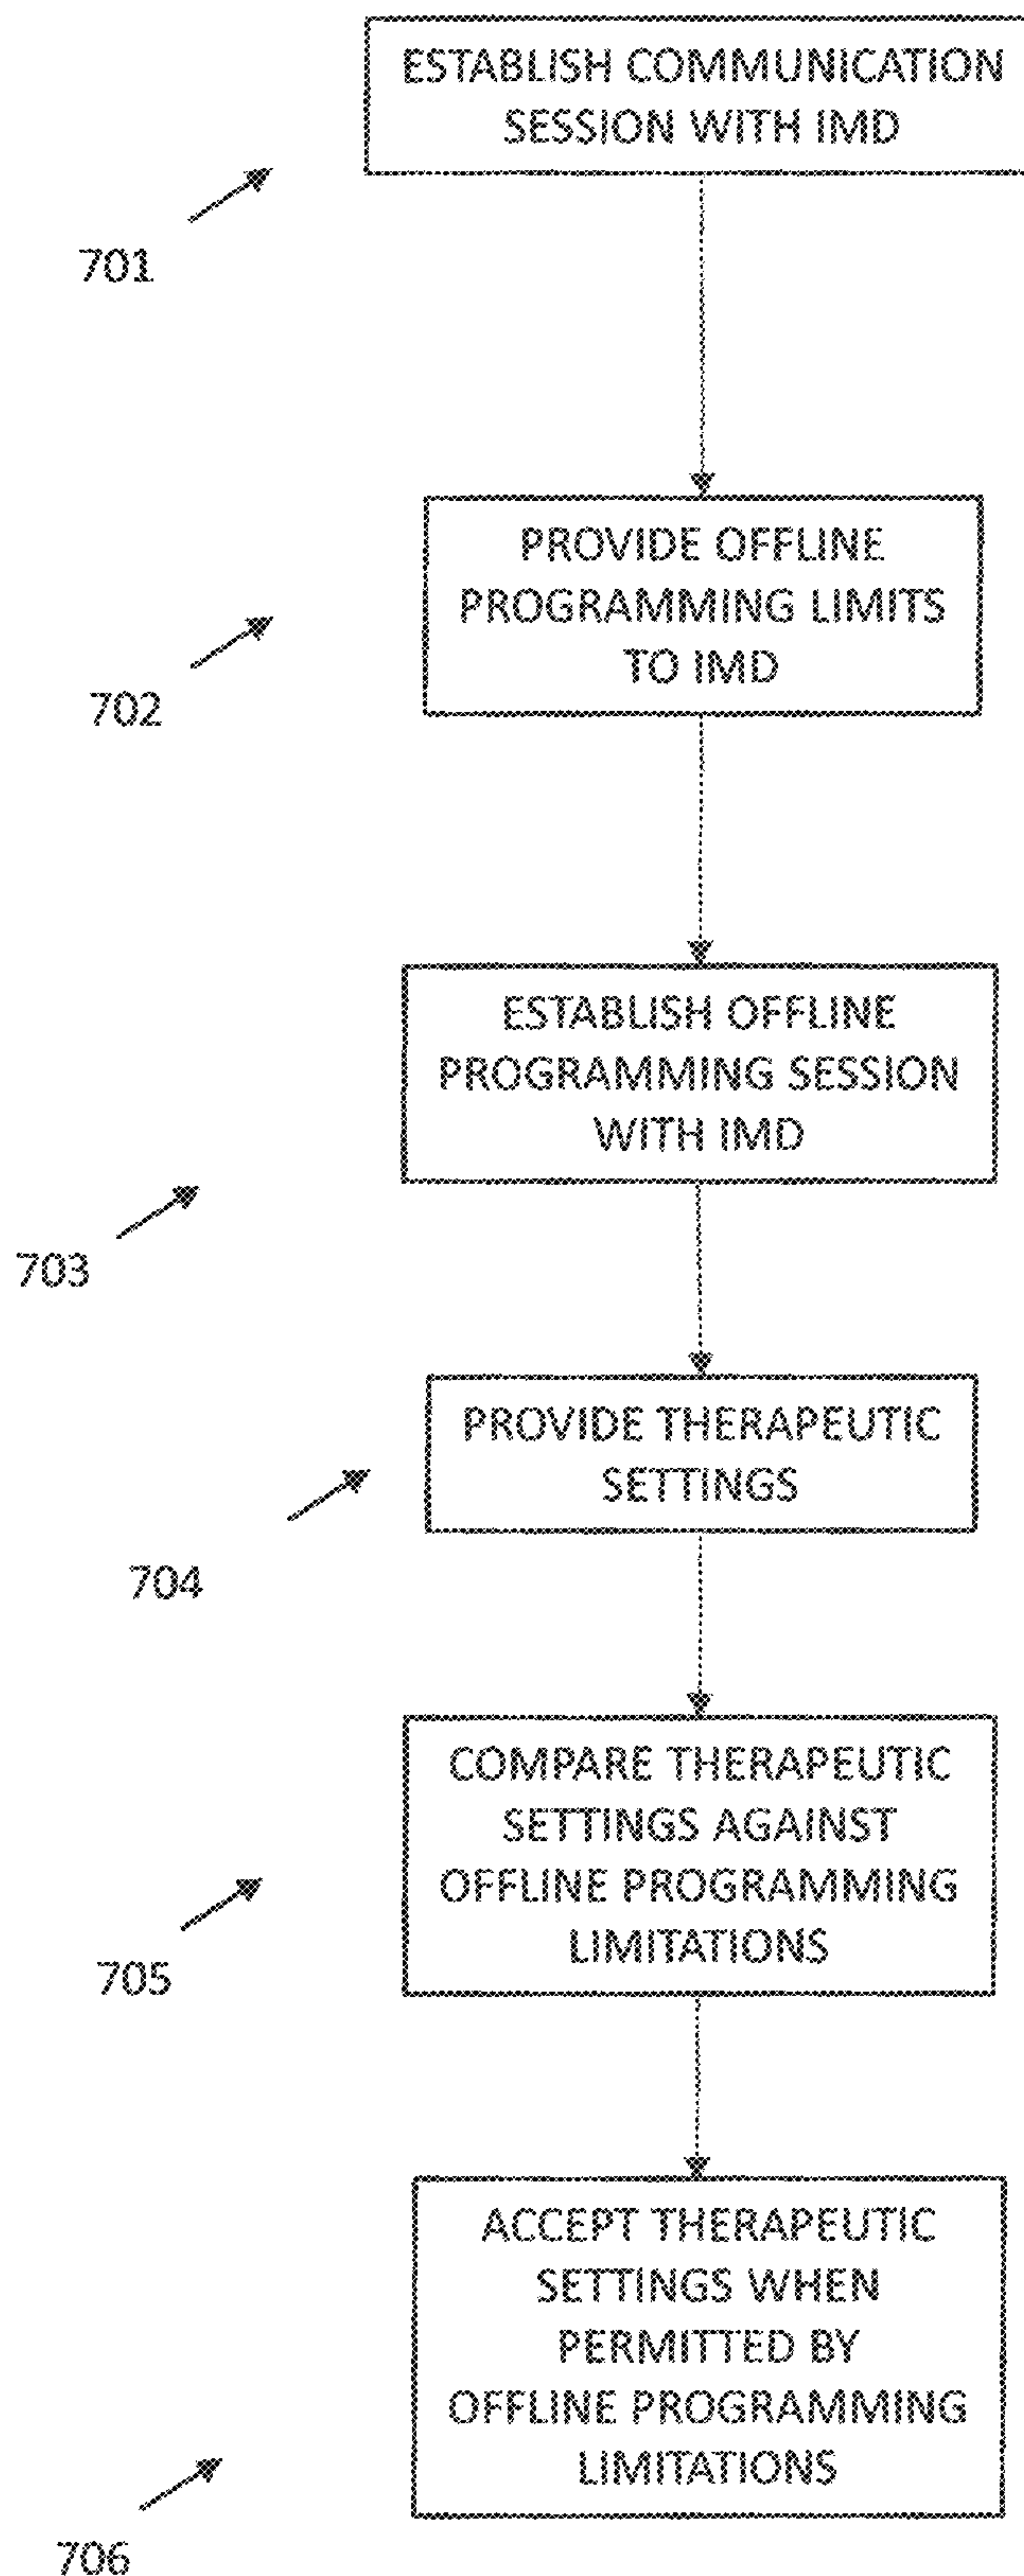 ESTABLISH COMMUNICATION
SESSION WITH IMD
701
PROVIDE OFFLINE
PROGRAMMING LIMITS
TO IMD
702
ESTABLISH OFFLINE
PROGRAMMING SESSION
WITH IMD
703
PROVIDE THERAPEUTIC
SETTINGS
704
COMPARE THERAPEUTIC
SETTINGS AGAINST
OFFLINE PROGRAMMING
LIMITATIONS
705
ACCEPT THERAPEUTIC
SETTINGS WHEN
PERMITTED BY
OFFLINE PROGRAMMING
LIMITATIONS
706